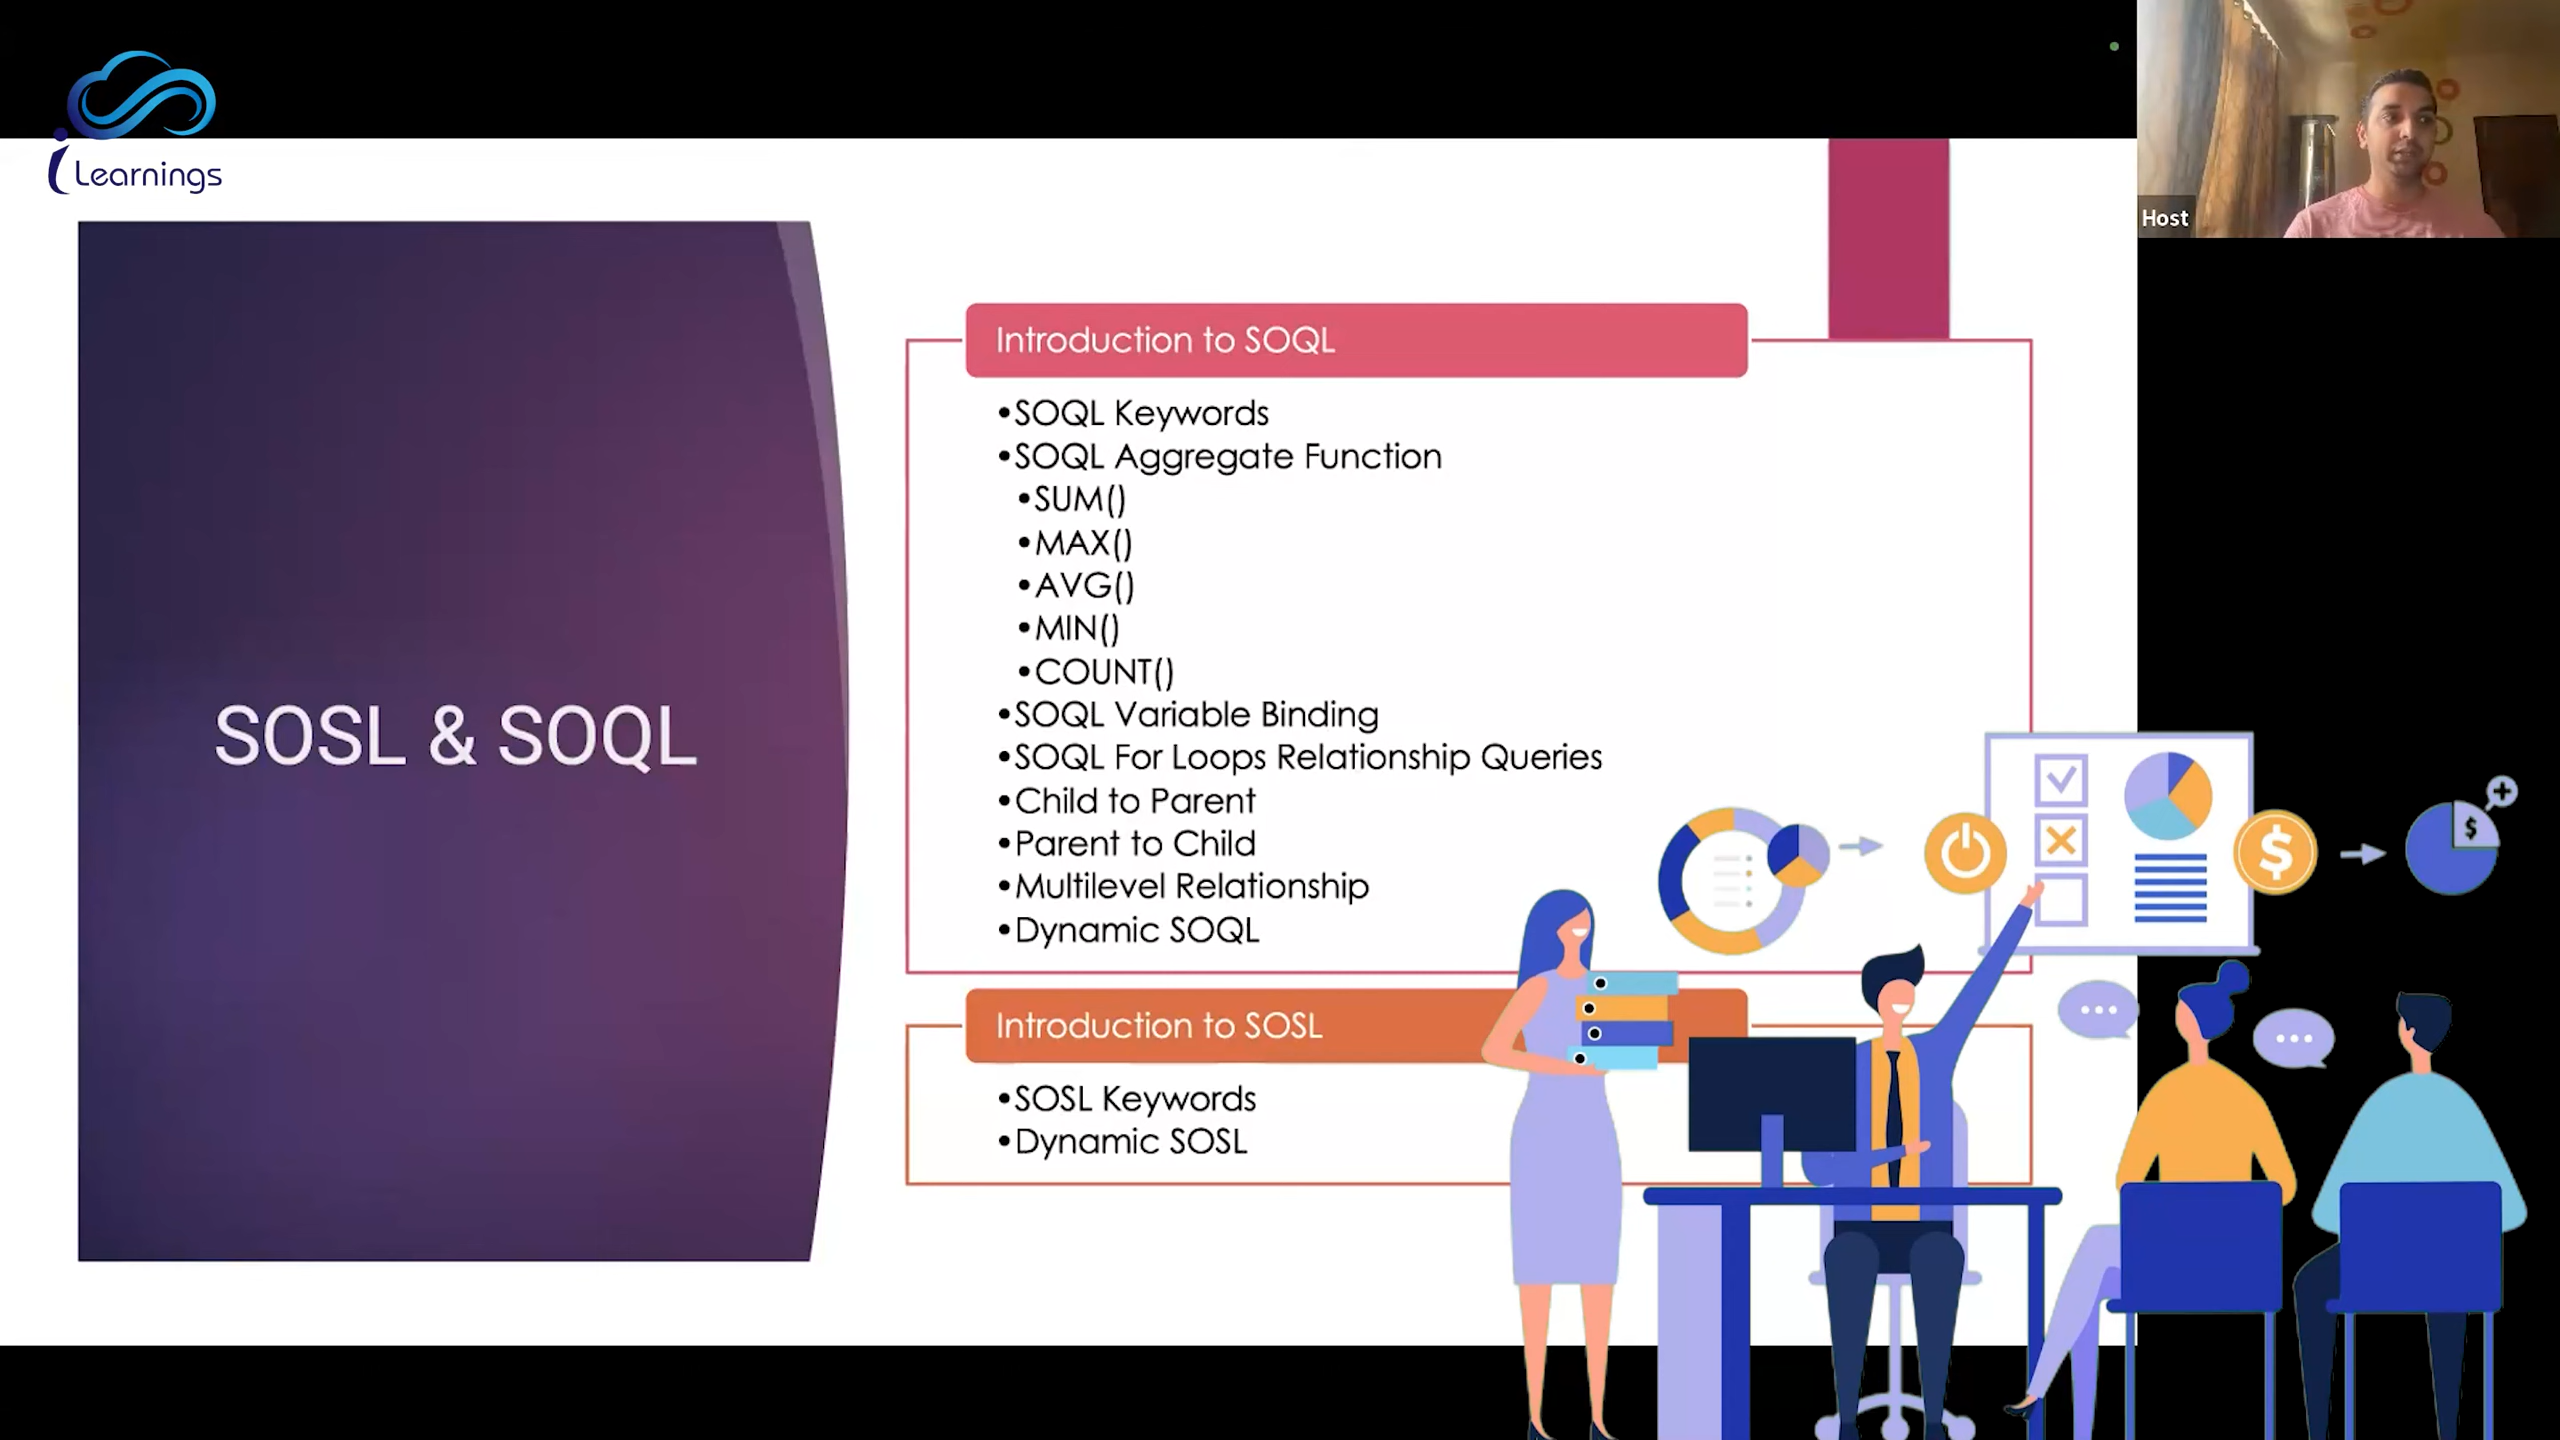 i Learnings
Host
SOSL & SOQL
Introduction to SOQL
•SOQL Keywords
•SOQL Aggregate Function
•SUM()
•MAX()
•AVG()
•MIN()
•COUNT()
•SOQL Variable Binding
•SOQL For Loops Relationship Queries
•Child to Parent
•Parent to Child
•Multilevel Relationship
•Dynamic SOQL
$
$
Introduction to SOSL
•SOSL Keywords
•Dynamic SOSL